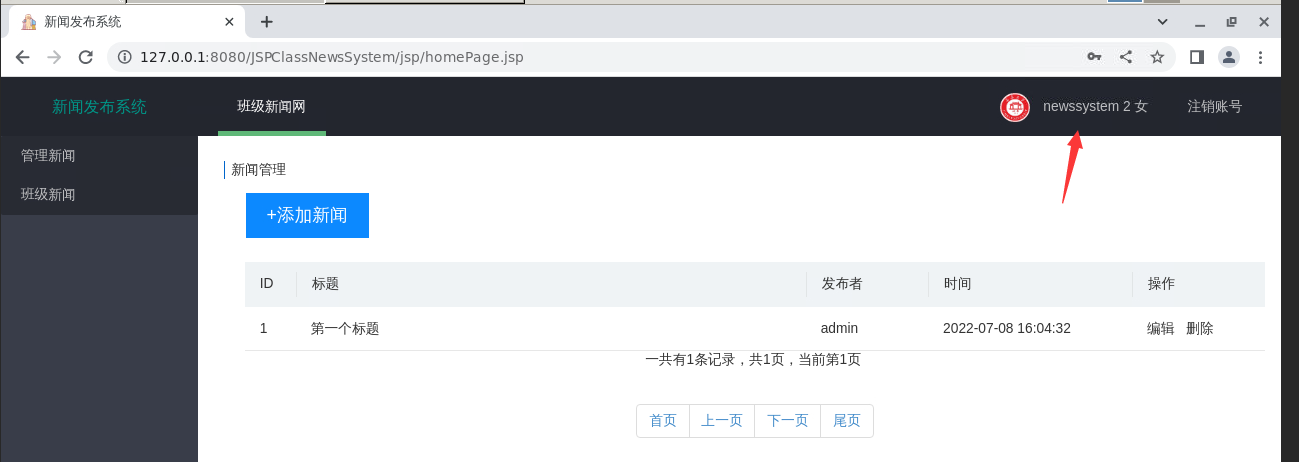 新闻发布系统
127.0.0.1:8080/JSPClassNewsSystem/jsp/homePage.jsp
新闻发布系统 班级新闻网 newssystem 2 女 注销账号
管理新闻
班级新闻
新闻管理
+添加新闻
ID 标题 发布者 时间 操作
1 第一个标题 admin 2022-07-08 16:04:32 编辑 删除
一共有1条记录，共1页，当前第1页
首页 上一页 下一页 尾页